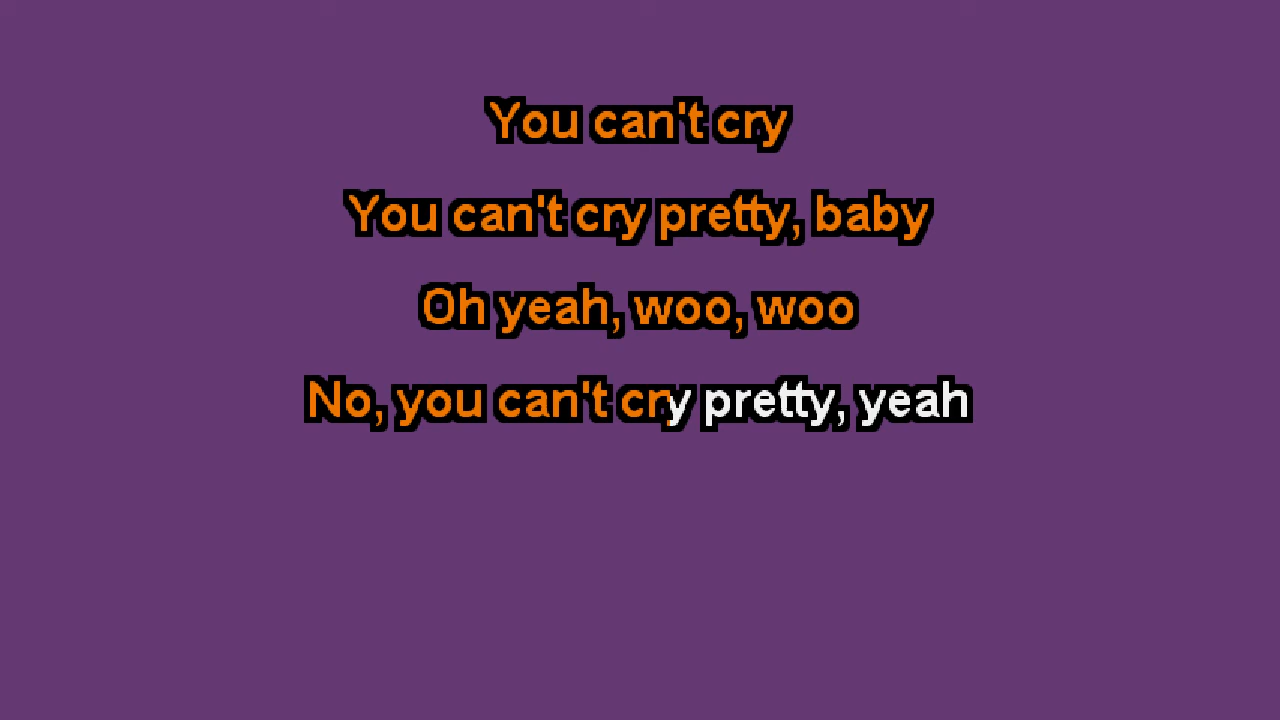 You can't cry
You can't cry pretty, baby
Oh yeah, woo, woo
No, you can't cry pretty, yeah